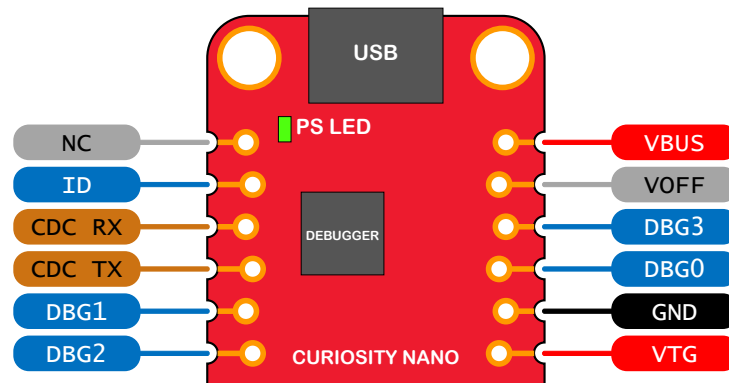 USB
PS LED
NC
VBUS
ID
VOFF
CDC RX
DEBUGGER
DBG3
CDC TX
DBG0
DBG1
GND
DBG2
CURIOSITY NANO
VTG